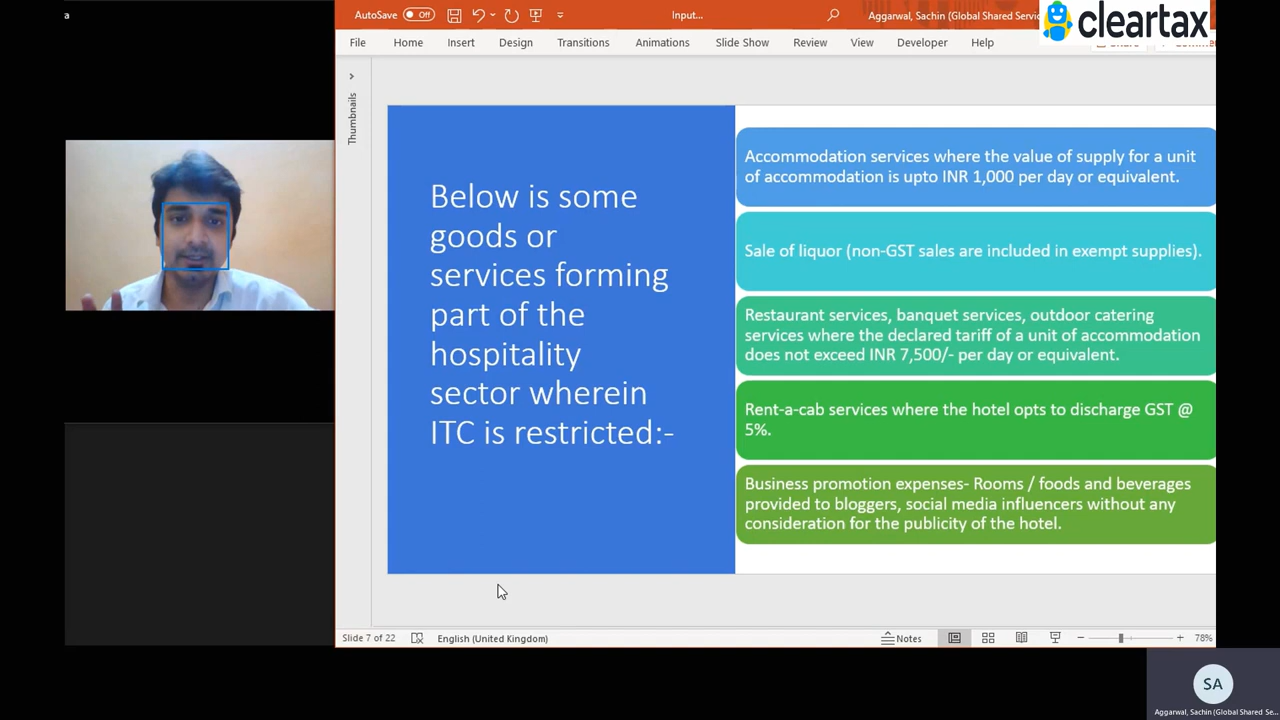 a
AutoSave Off Input... Aggarwal, Sachin (Global Shared Servic
cleartax
File Home Insert Design Transitions Animations Slide Show Review View Developer Help Share
Thumbnails
Below is some
goods or
services forming
part of the
hospitality
sector wherein
ITC is restricted:-
Accommodation services where the value of supply for a unit
of accommodation is upto INR 1,000 per day or equivalent.
Sale of liquor (non-GST sales are included in exempt supplies).
Restaurant services, banquet services, outdoor catering
services where the declared tariff of a unit of accommodation
does not exceed INR 7,500/- per day or equivalent.
Rent-a-cab services where the hotel opts to discharge GST @
5%.
Business promotion expenses- Rooms / foods and beverages
provided to bloggers, social media influencers without any
consideration for the publicity of the hotel.
Slide 7 of 22 English (United Kingdom) Notes 78%
SA
Aggarwal, Sachin (Global Shared Se...